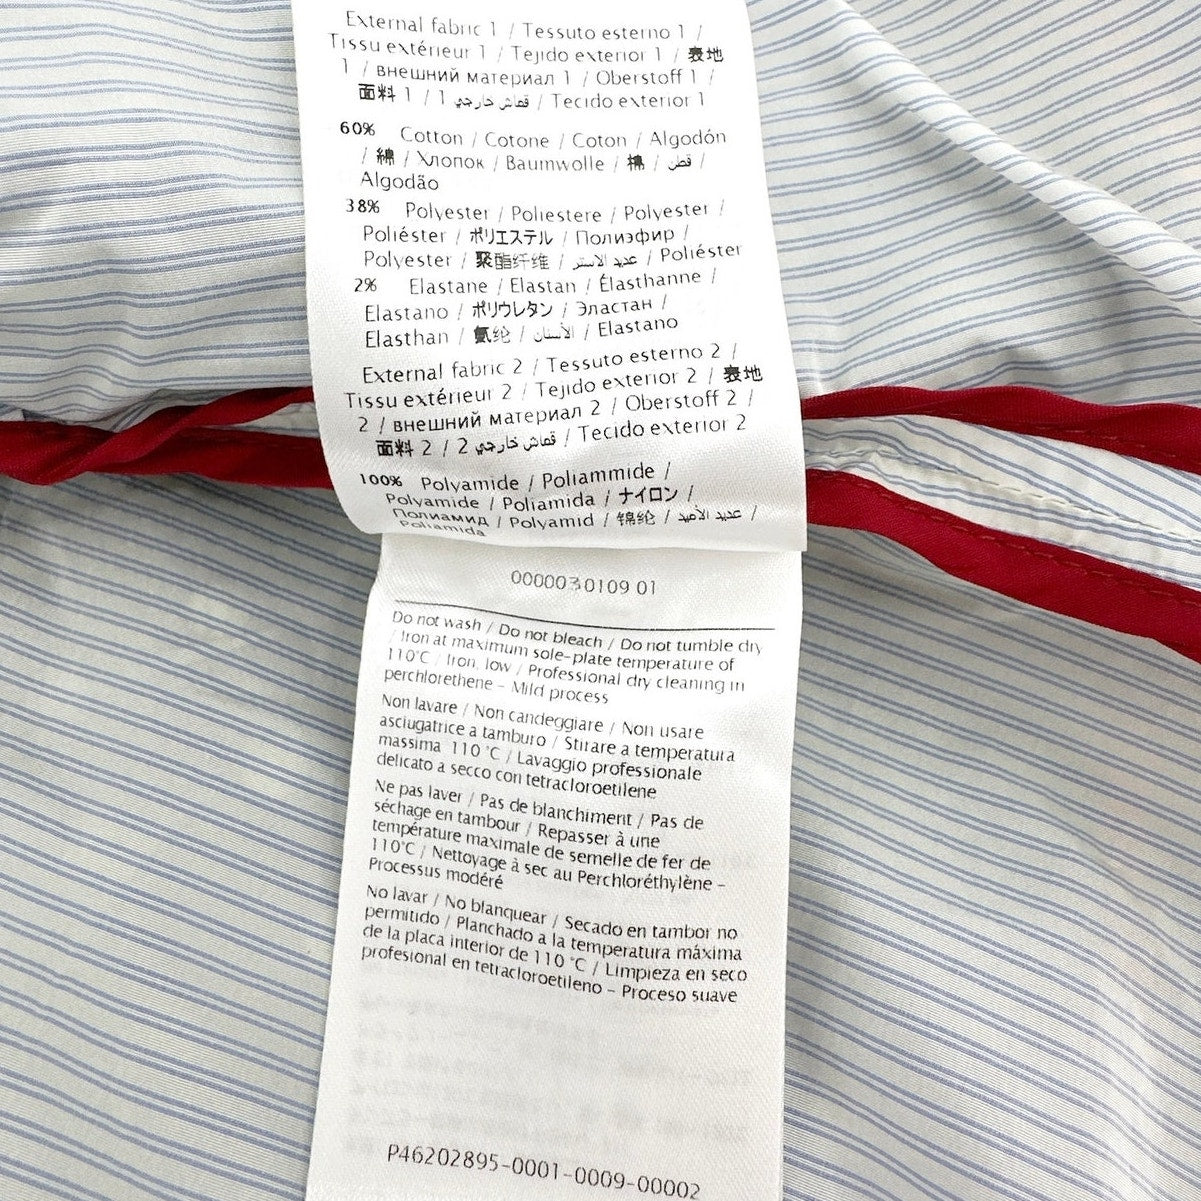 External fabric 1 / Tessuto esterno 1 /
Tissu extérieur 1 / Tejido exterior 1 / 表地
1 / внешний материал 1 / Oberstoff 1 /
面料 1 / 1 قماش خارجي / Tecido exterior 1
60% Cotton / Cotone / Coton / Algodón
/ 綿 / Хлопок / Baumwolle / 棉 / قطن /
Algodão
38% Polyester / Poliestere / Polyester /
Poliéster / ポリエステル / Полиэфир /
Polyester / 聚酯纤维 / عديد الاستر / Poliéster
2% Elastane / Elastan / Élasthanne /
Elastano / ポリウレタン / Эластан /
Elasthan / 氨纶 / الأستان / Elastano
External fabric 2 / Tessuto esterno 2 /
Tissu extérieur 2 / Tejido exterior 2 / 表地
2 / внешний материал 2 / Oberstoff 2 /
面料 2 / 2 قماش خارجي / Tecido exterior 2
100% Polyamide / Poliammide /
Polyamide / Poliamida / ナイロン /
Полиамид / Polyamid / 锦纶 / عديد الأميد /
Poliamida
0000030109 01
Do not wash / Do not bleach / Do not tumble dry
/ Iron at maximum sole-plate temperature of
110°C / Iron, low / Professional dry cleaning in
perchlorethene - Mild process
Non lavare / Non candeggiare / Non usare
asciugatrice a tamburo / Stirare a temperatura
massima 110 °C / Lavaggio professionale
delicato a secco con tetracloroetilene
Ne pas laver / Pas de blanchiment / Pas de
séchage en tambour / Repasser à une
température maximale de semelle de fer de
110°C / Nettoyage à sec au Perchloréthylène -
Processus modéré
No lavar / No blanquear / Secado en tambor no
permitido / Planchado a la temperatura máxima
de la placa interior de 110 °C / Limpieza en seco
profesional en tetracloroetileno - Proceso suave
P46202895-0001-0009-00002